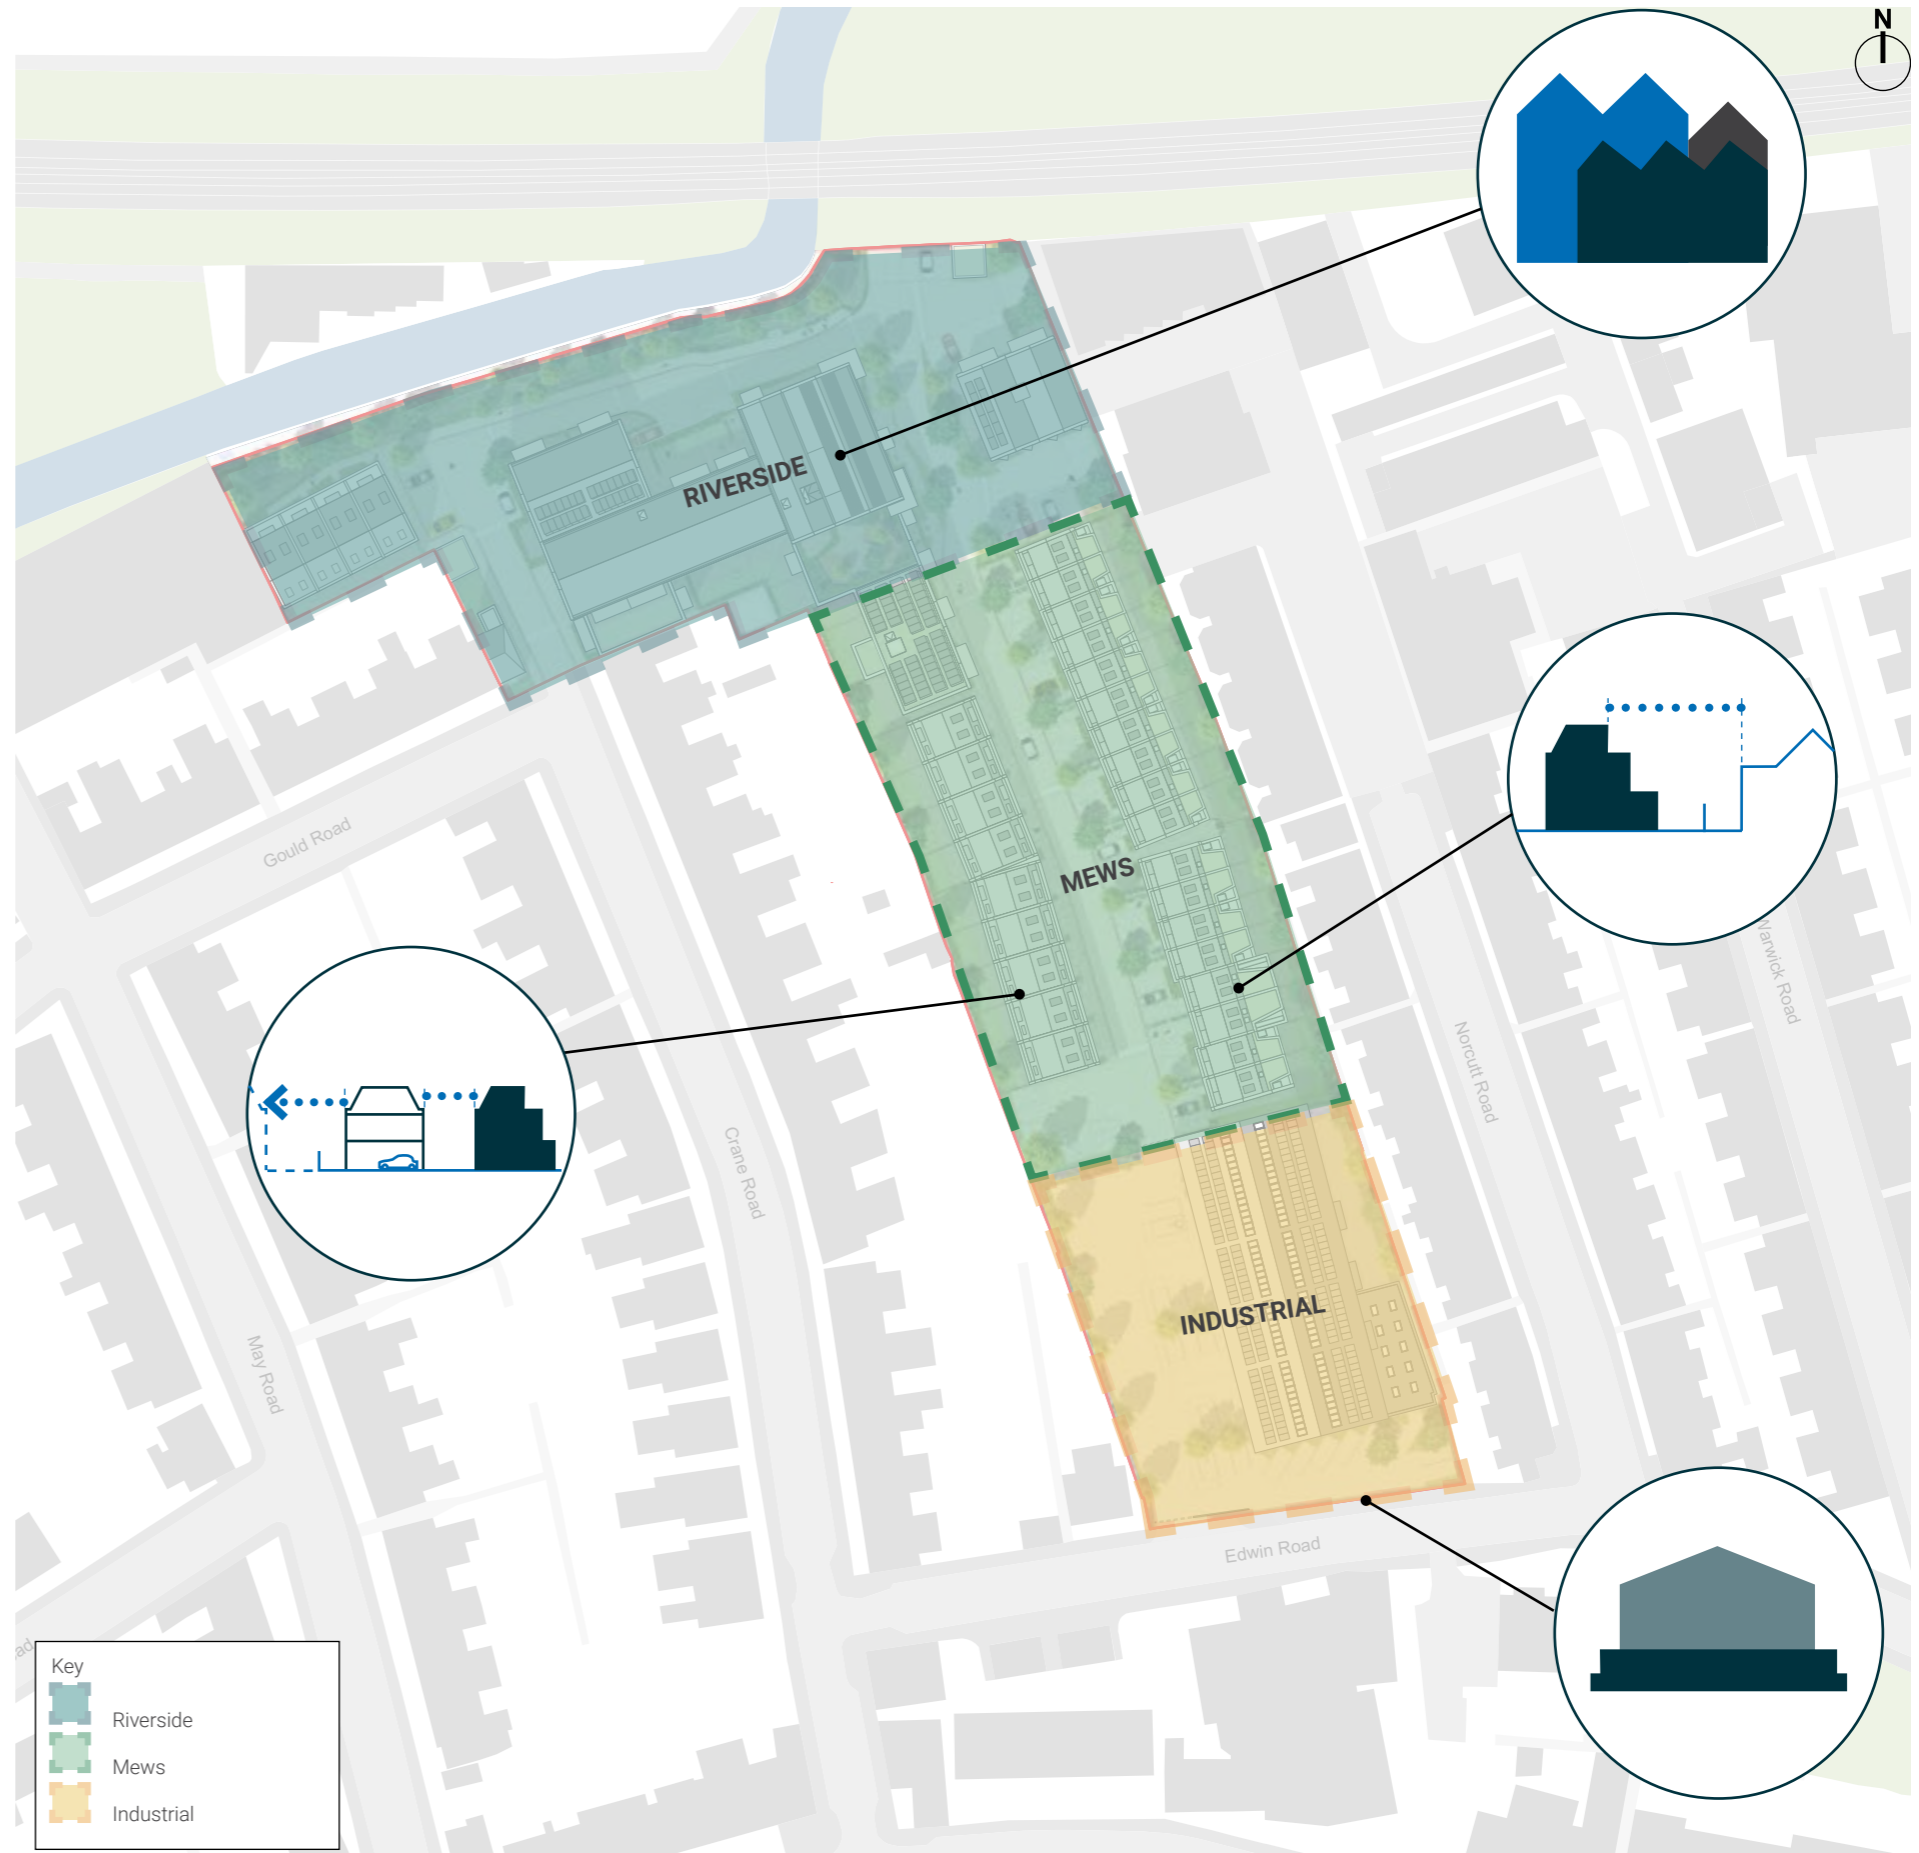 N
RIVERSIDE
MEWS
INDUSTRIAL
Gould Road
Crane Road
May Road
Norcutt Road
Warwick Road
Edwin Road
Key
Riverside
Mews
Industrial